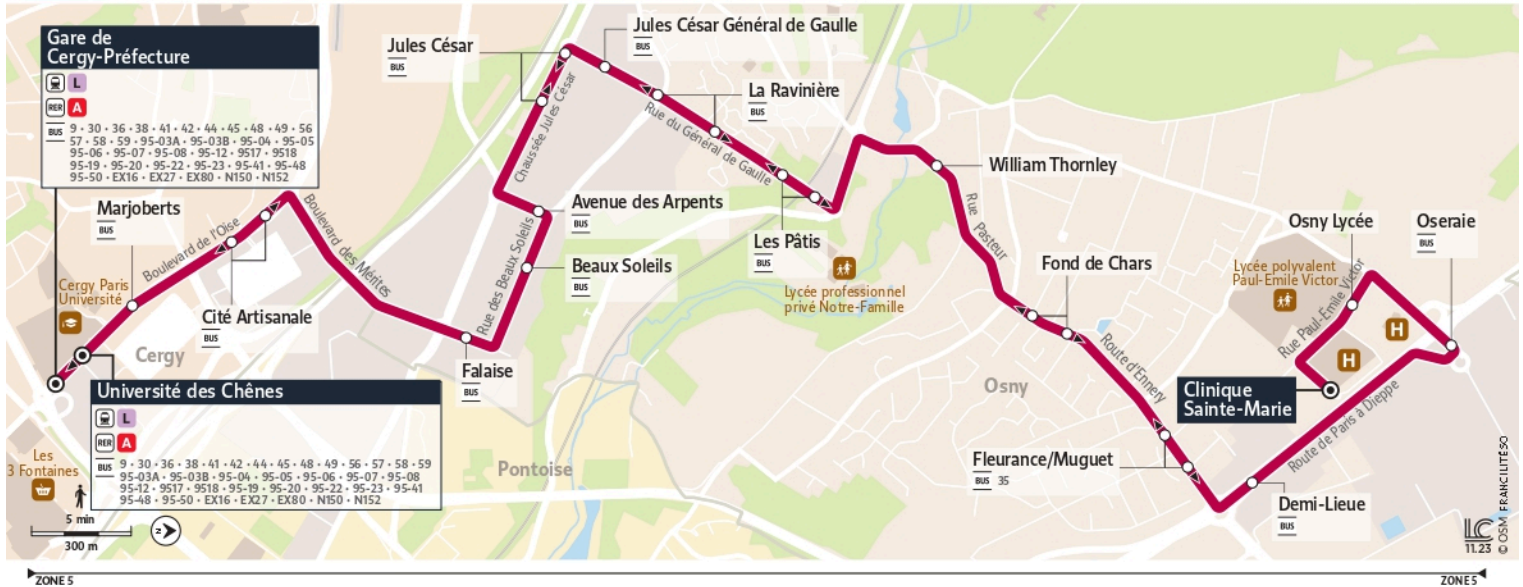 Gare de
Cergy-Préfecture
L
RER A
BUS 9 • 30 • 36 • 38 • 41 • 42 • 44 • 45 • 48 • 49 • 56
57 • 58 • 59 • 95-03A • 95-03B • 95-04 • 95-05
95-06 • 95-07 • 95-08 • 95-12 • 9517 • 9518
95-19 • 95-20 • 95-22 • 95-23 • 95-41 • 95-48
95-50 • EX16 • EX27 • EX80 • N150 • N152
Marjoberts
BUS
Boulevard de l'Oise
Cergy Paris
Université
Cergy
Cité Artisanale
BUS
Boulevard des Mérites
Université des Chênes
L
RER A
BUS 9 • 30 • 36 • 38 • 41 • 42 • 44 • 45 • 48 • 49 • 56 • 57 • 58 • 59
95-03A • 95-03B • 95-04 • 95-05 • 95-06 • 95-07 • 95-08
95-12 • 9517 • 9518 • 95-19 • 95-20 • 95-22 • 95-23 • 95-41
95-48 • 95-50 • EX16 • EX27 • EX80 • N150 • N152
Les
3 Fontaines
5 min
300 m
N
Falaise
BUS
Rue des Beaux Soleils
Beaux Soleils
BUS
Avenue des Arpents
BUS
Chaussée Jules César
Jules César
BUS
Jules César Général de Gaulle
BUS
La Ravinière
BUS
Rue du Général de Gaulle
Les Pâtis
BUS
Lycée professionnel
privé Notre-Famille
Pontoise
William Thornley
Rue Pasteur
Fond de Chars
Route d'Ennery
Osny
Fleurance/Muguet
BUS 35
Demi-Lieue
BUS
Route de Paris à Dieppe
Oseraie
BUS
Osny Lycée
Lycée polyvalent
Paul-Emile Victor
Rue Paul-Emile Victor
H
H
Clinique
Sainte-Marie
LC
11.23
© OSM FRANCILITÉ SO
ZONE 5
ZONE 5